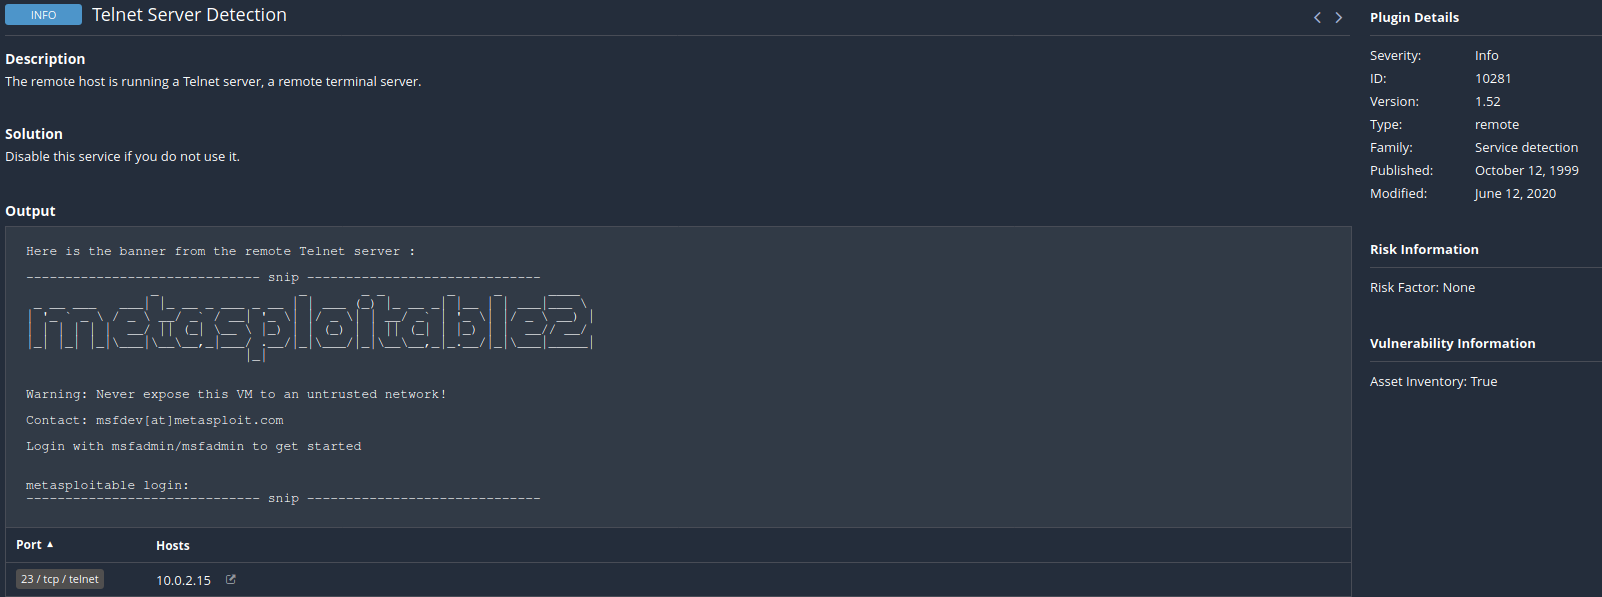 INFO
Telnet Server Detection
Description
The remote host is running a Telnet server, a remote terminal server.
Solution
Disable this service if you do not use it.
Output
Here is the banner from the remote Telnet server :
------------------------------ snip ------------------------------
metasploitable2
Warning: Never expose this VM to an untrusted network!
Contact: msfdev[at]metasploit.com
Login with msfadmin/msfadmin to get started
metasploitable login:
------------------------------ snip ------------------------------
Port Hosts
23 / tcp / telnet 10.0.2.15
Plugin Details
Severity: Info
ID: 10281
Version: 1.52
Type: remote
Family: Service detection
Published: October 12, 1999
Modified: June 12, 2020
Risk Information
Risk Factor: None
Vulnerability Information
Asset Inventory: True